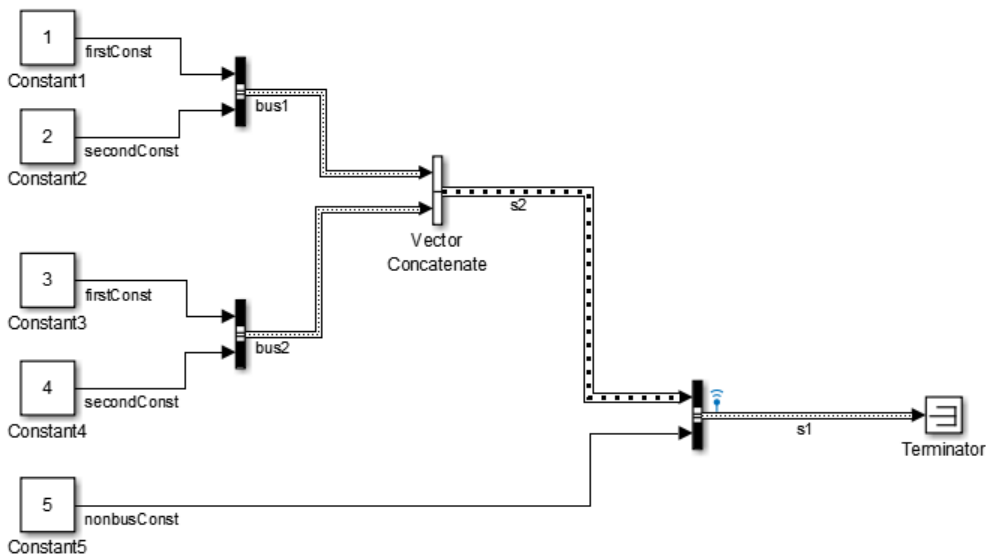 1
firstConst
Constant1
bus1
2
secondConst
Constant2
s2
Vector
Concatenate
3
firstConst
Constant3
bus2
4
secondConst
Constant4
s1
Terminator
5
nonbusConst
Constant5